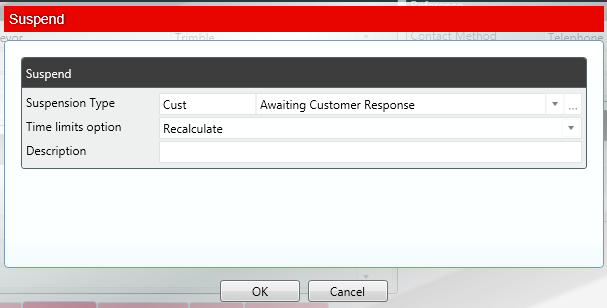 Suspend
Trimble
Contact Method
Telephone
Suspend
Suspension Type Cust Awaiting Customer Response ...
Time limits option Recalculate
Description
OK Cancel